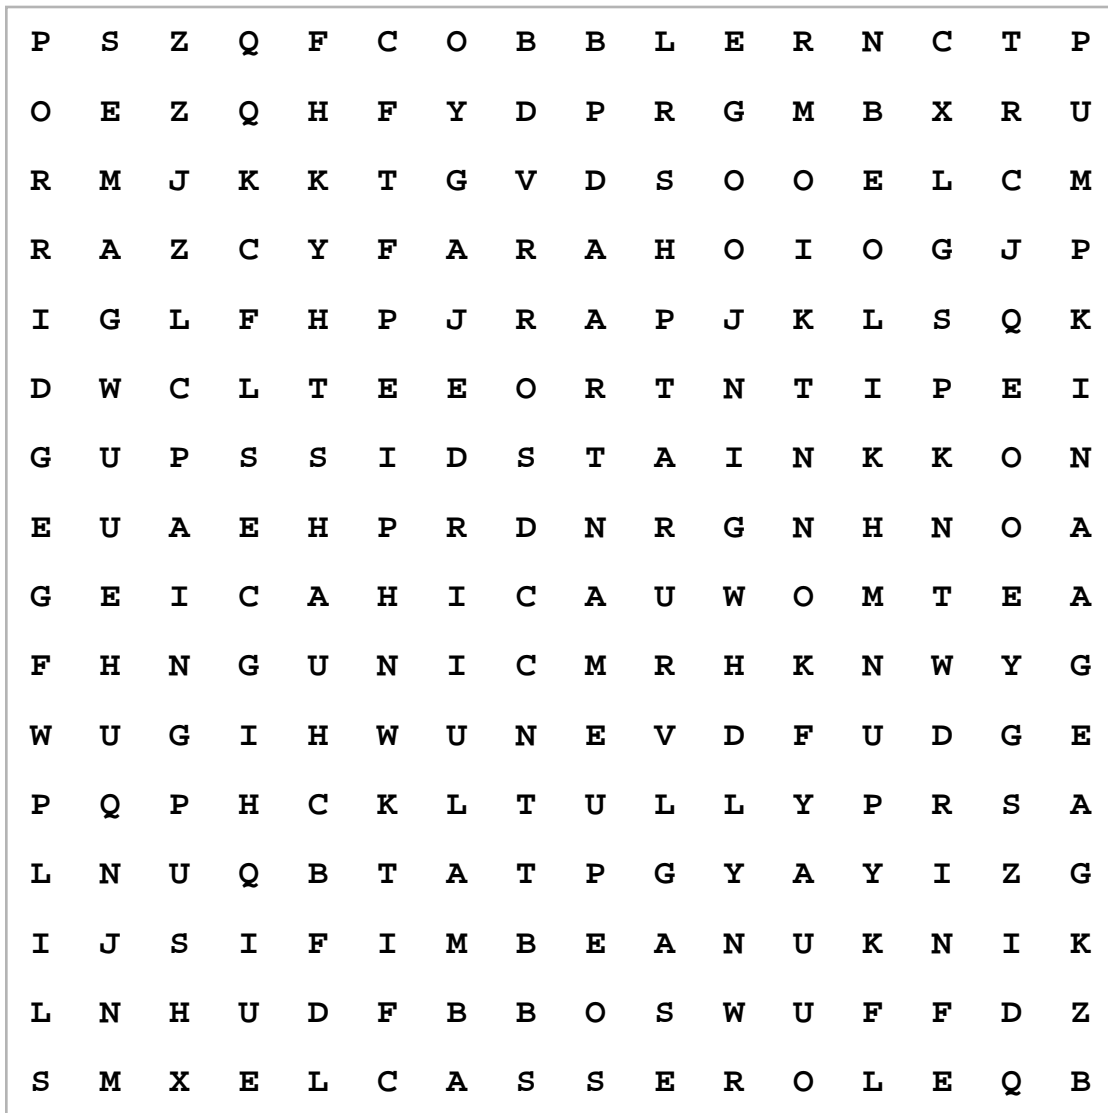 P S Z Q F C O B B L E R N C T P
O E Z Q H F Y D P R G M B X R U
R M J K K T G V D S O O E L C M
R A Z C Y F A R A H O I O G J P
I G L F H P J R A P J K L S Q K
D W C L T E E O R T N T I P E I
G U P S S I D S T A I N K K O N
E U A E H P R D N R G N H N O A
G E I C A H I C A U W O M T E A
F H N G U N I C M R H K N W Y G
W U G I H W U N E V D F U D G E
P Q P H C K L T U L L Y P R S A
L N U Q B T A T P G Y A Y I Z G
I J S I F I M B E A N U K N I K
L N H U D F B B O S W U F F D Z
S M X E L C A S S E R O L E Q B